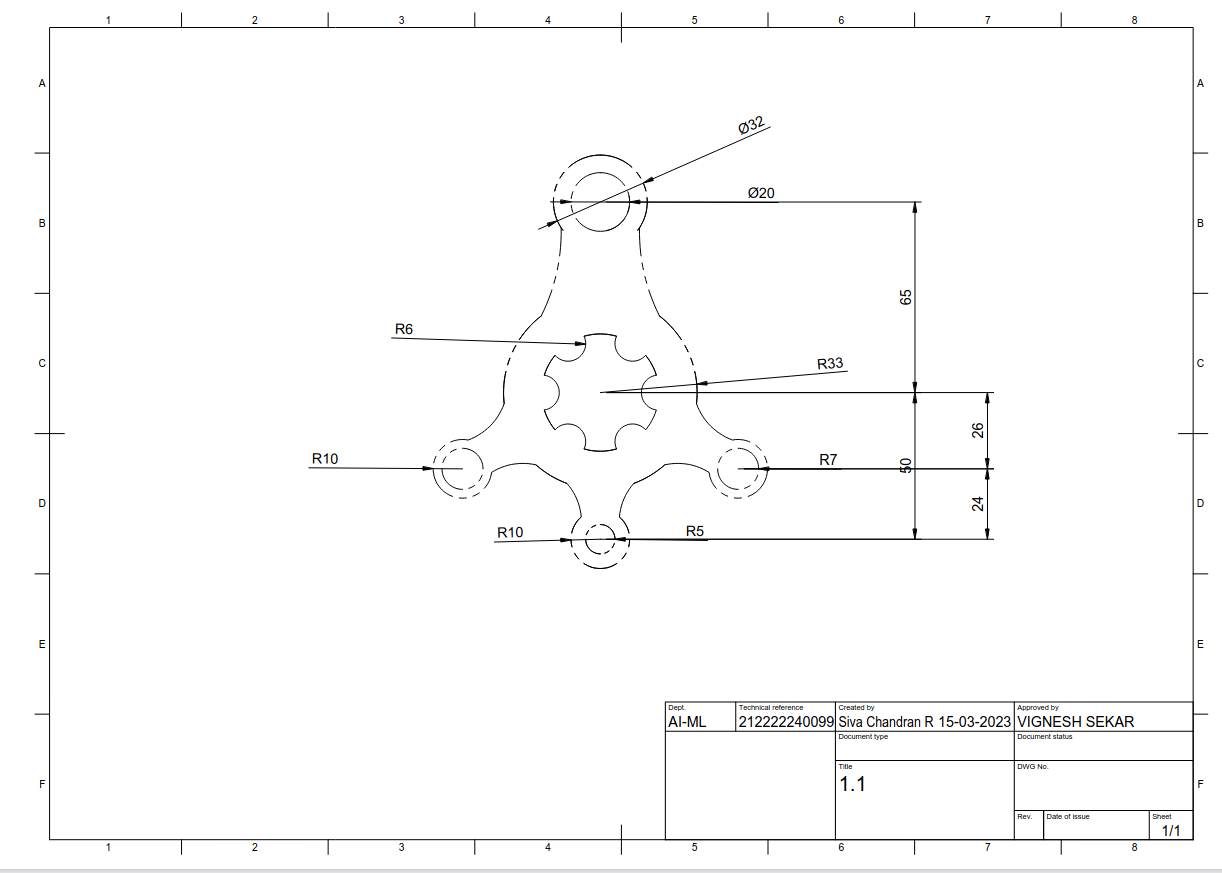 1 2 3 4 5 6 7 8
A A
Ø32
Ø20
B B
65
R6
C R33 C
26
R10 R7
50
D 24 D
R10 R5
E E
Dept. Technical reference Created by Approved by
AI-ML 212222240099 Siva Chandran R 15-03-2023 VIGNESH SEKAR
Document type Document status
Title DWG No.
1.1
F F
Rev. Date of issue Sheet
1/1
1 2 3 4 5 6 7 8